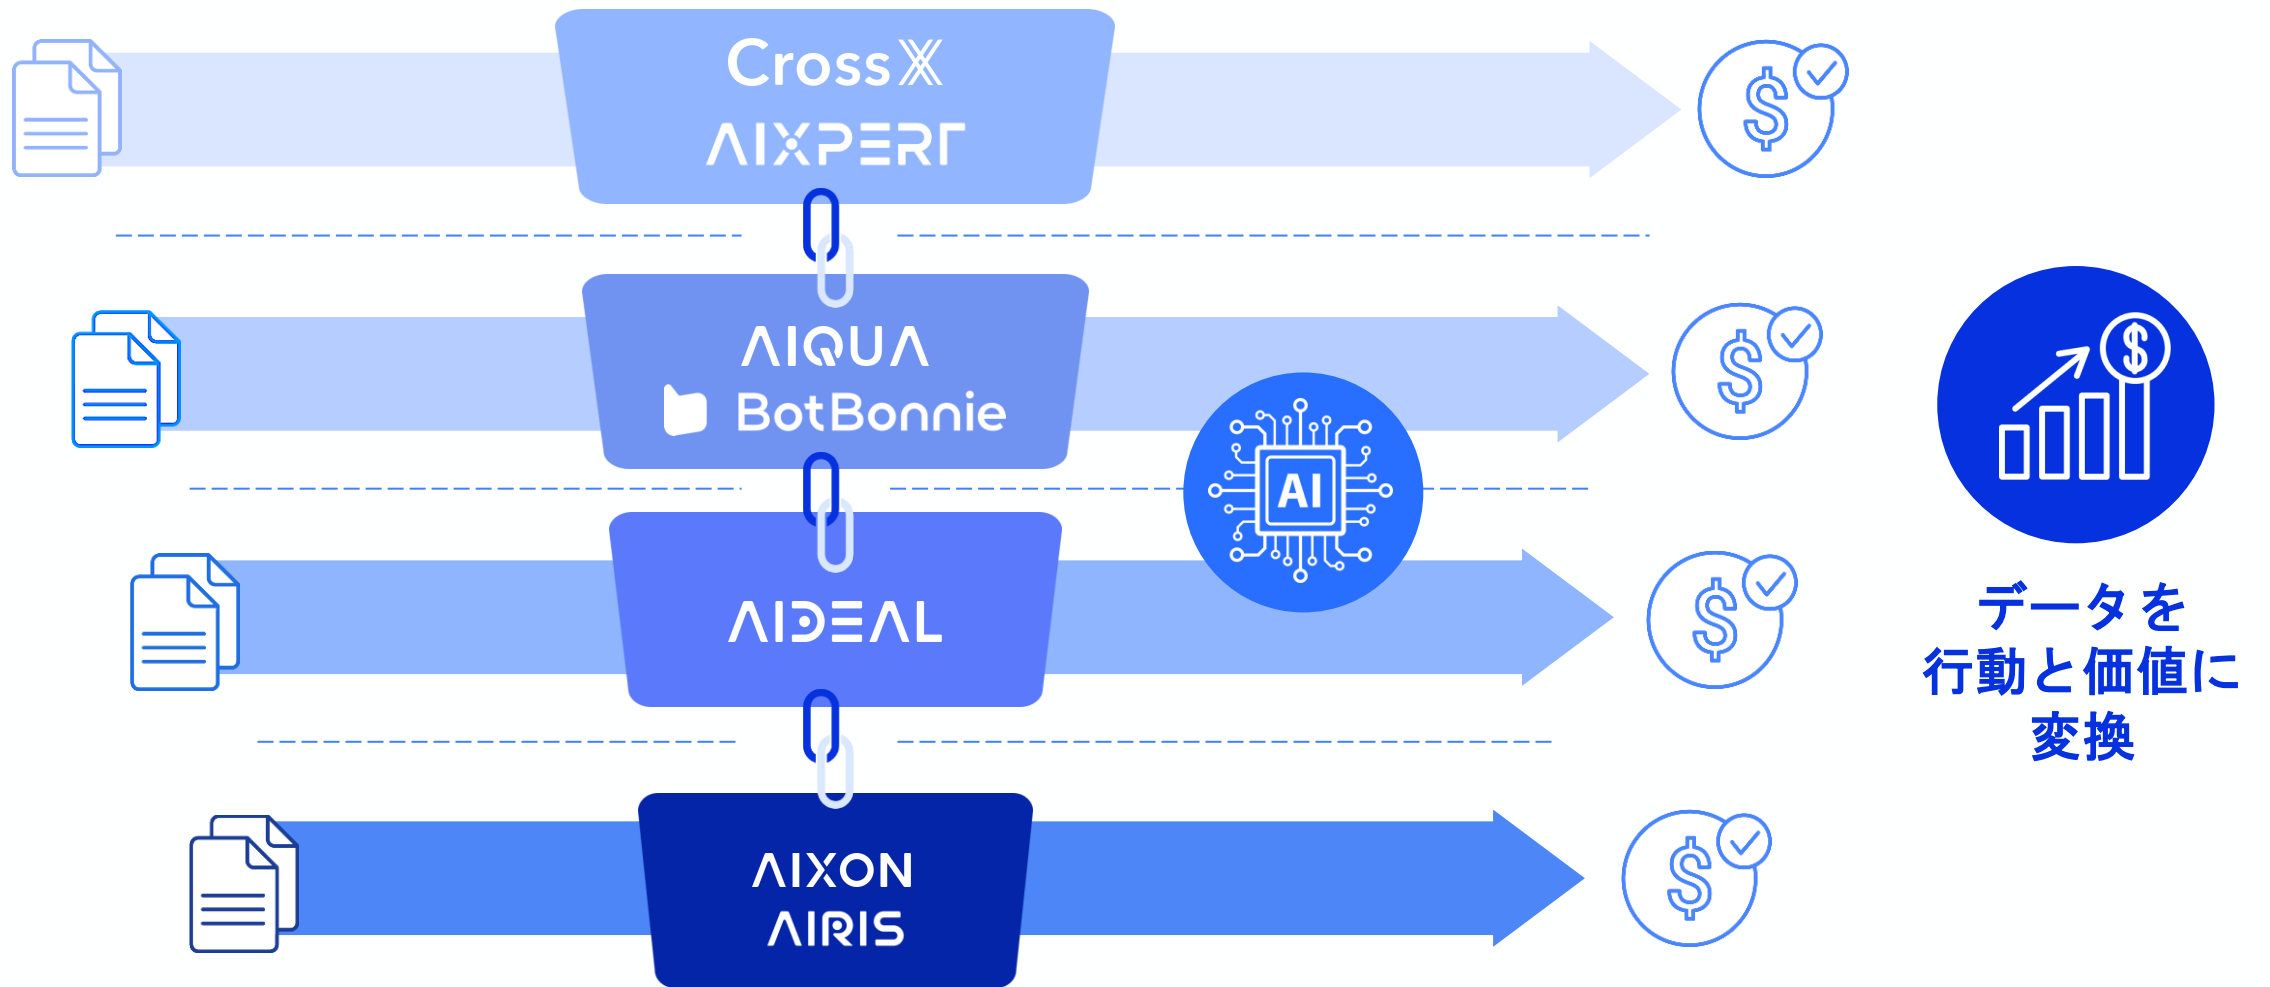 CrossX
AIXPERT
$
AIQUA
BotBonnie
$
AI
$
AIDEAL
$
データを
行動と価値に
変換
AIXON
AIRIS
$